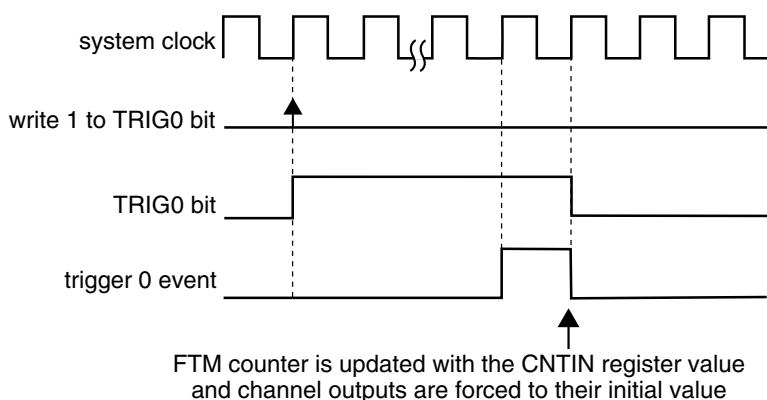 system clock
write 1 to TRIG0 bit
TRIG0 bit
trigger 0 event
FTM counter is updated with the CNTIN register value
and channel outputs are forced to their initial value